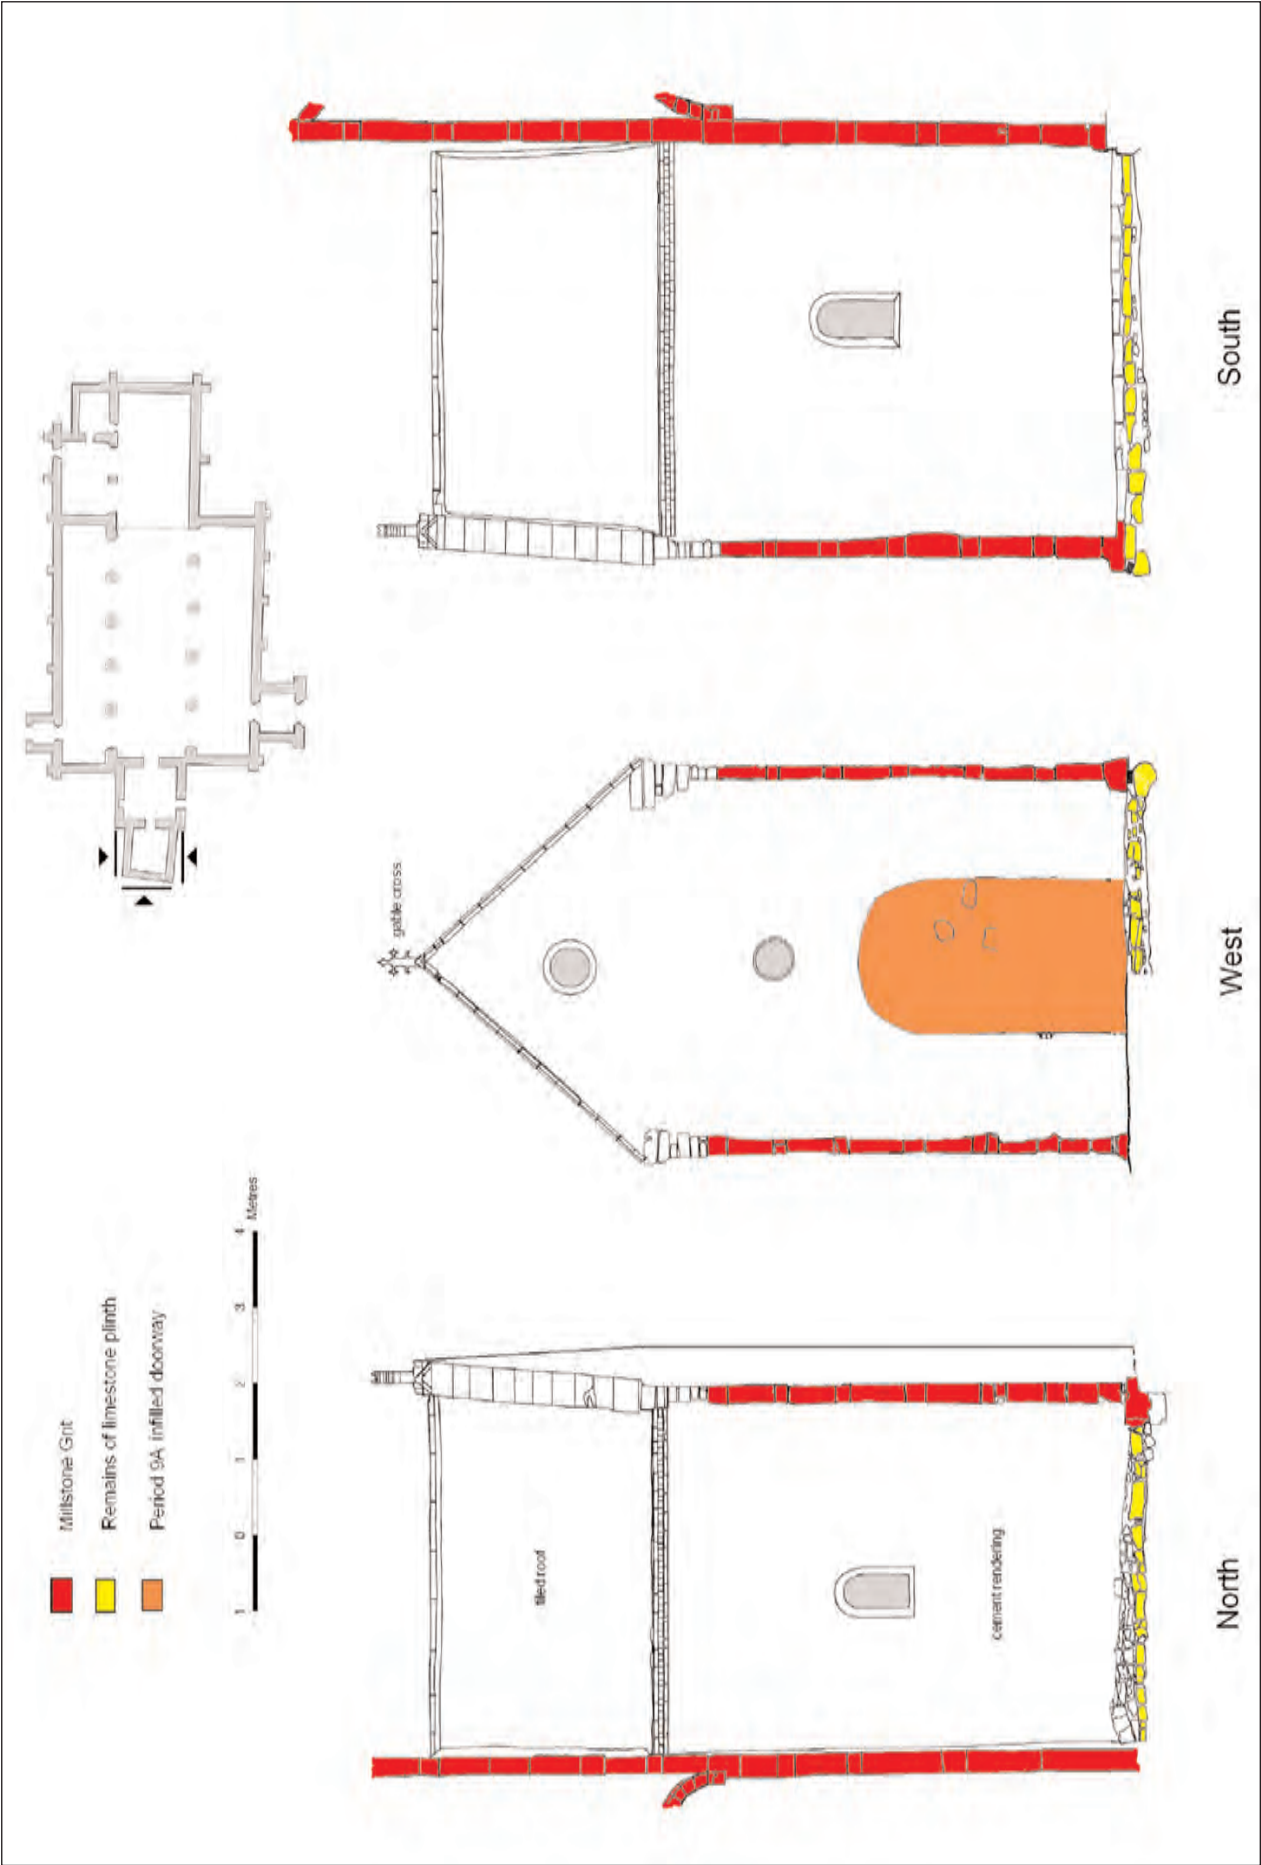 Millstone Grit
Remains of limestone plinth
Period 9A infilled doorway
1 0 1 2 3 4
Metres
tiled roof
cement rendering
North
gable cross
West
South